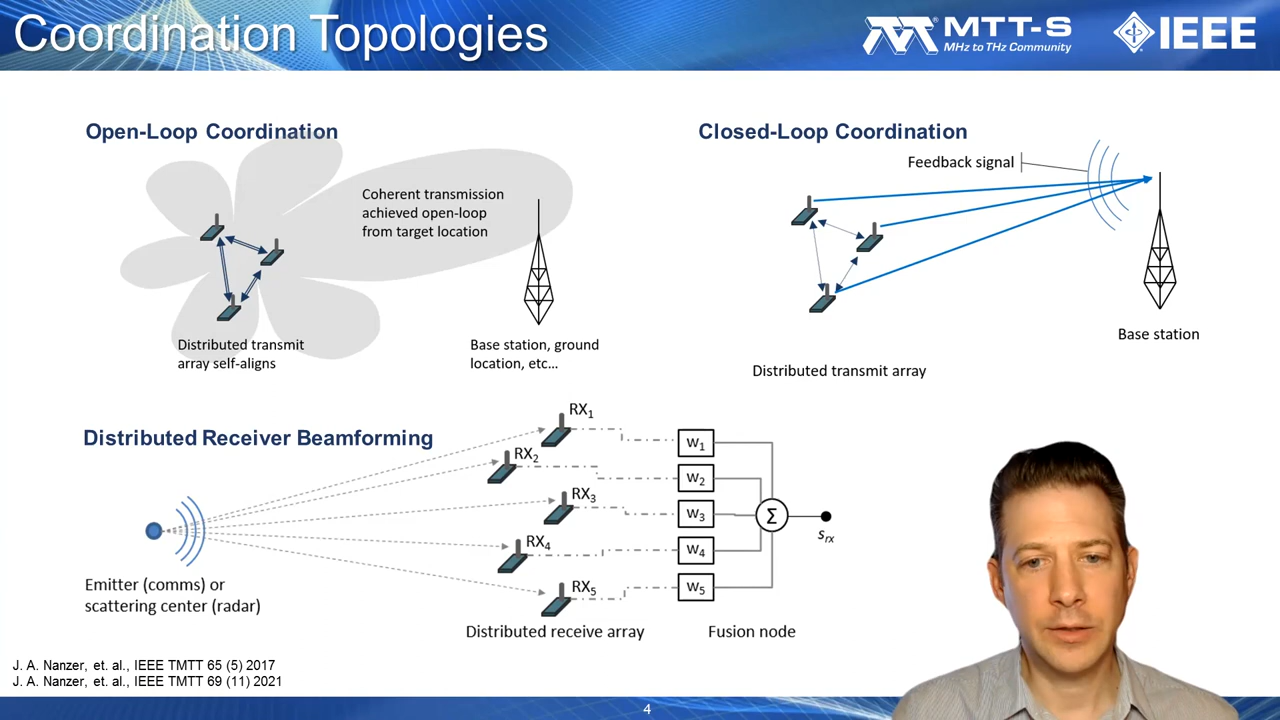 Coordination Topologies
MTT-S
MHz to THz Community
IEEE
Open-Loop Coordination
Coherent transmission
achieved open-loop
from target location
Distributed transmit
array self-aligns
Base station, ground
location, etc...
Closed-Loop Coordination
Feedback signal
Base station
Distributed transmit array
Distributed Receiver Beamforming
Emitter (comms) or
scattering center (radar)
RX1
RX2
RX3
RX4
RX5
Distributed receive array
w1
w2
w3
w4
w5
Σ
srx
Fusion node
J. A. Nanzer, et. al., IEEE TMTT 65 (5) 2017
J. A. Nanzer, et. al., IEEE TMTT 69 (11) 2021
4